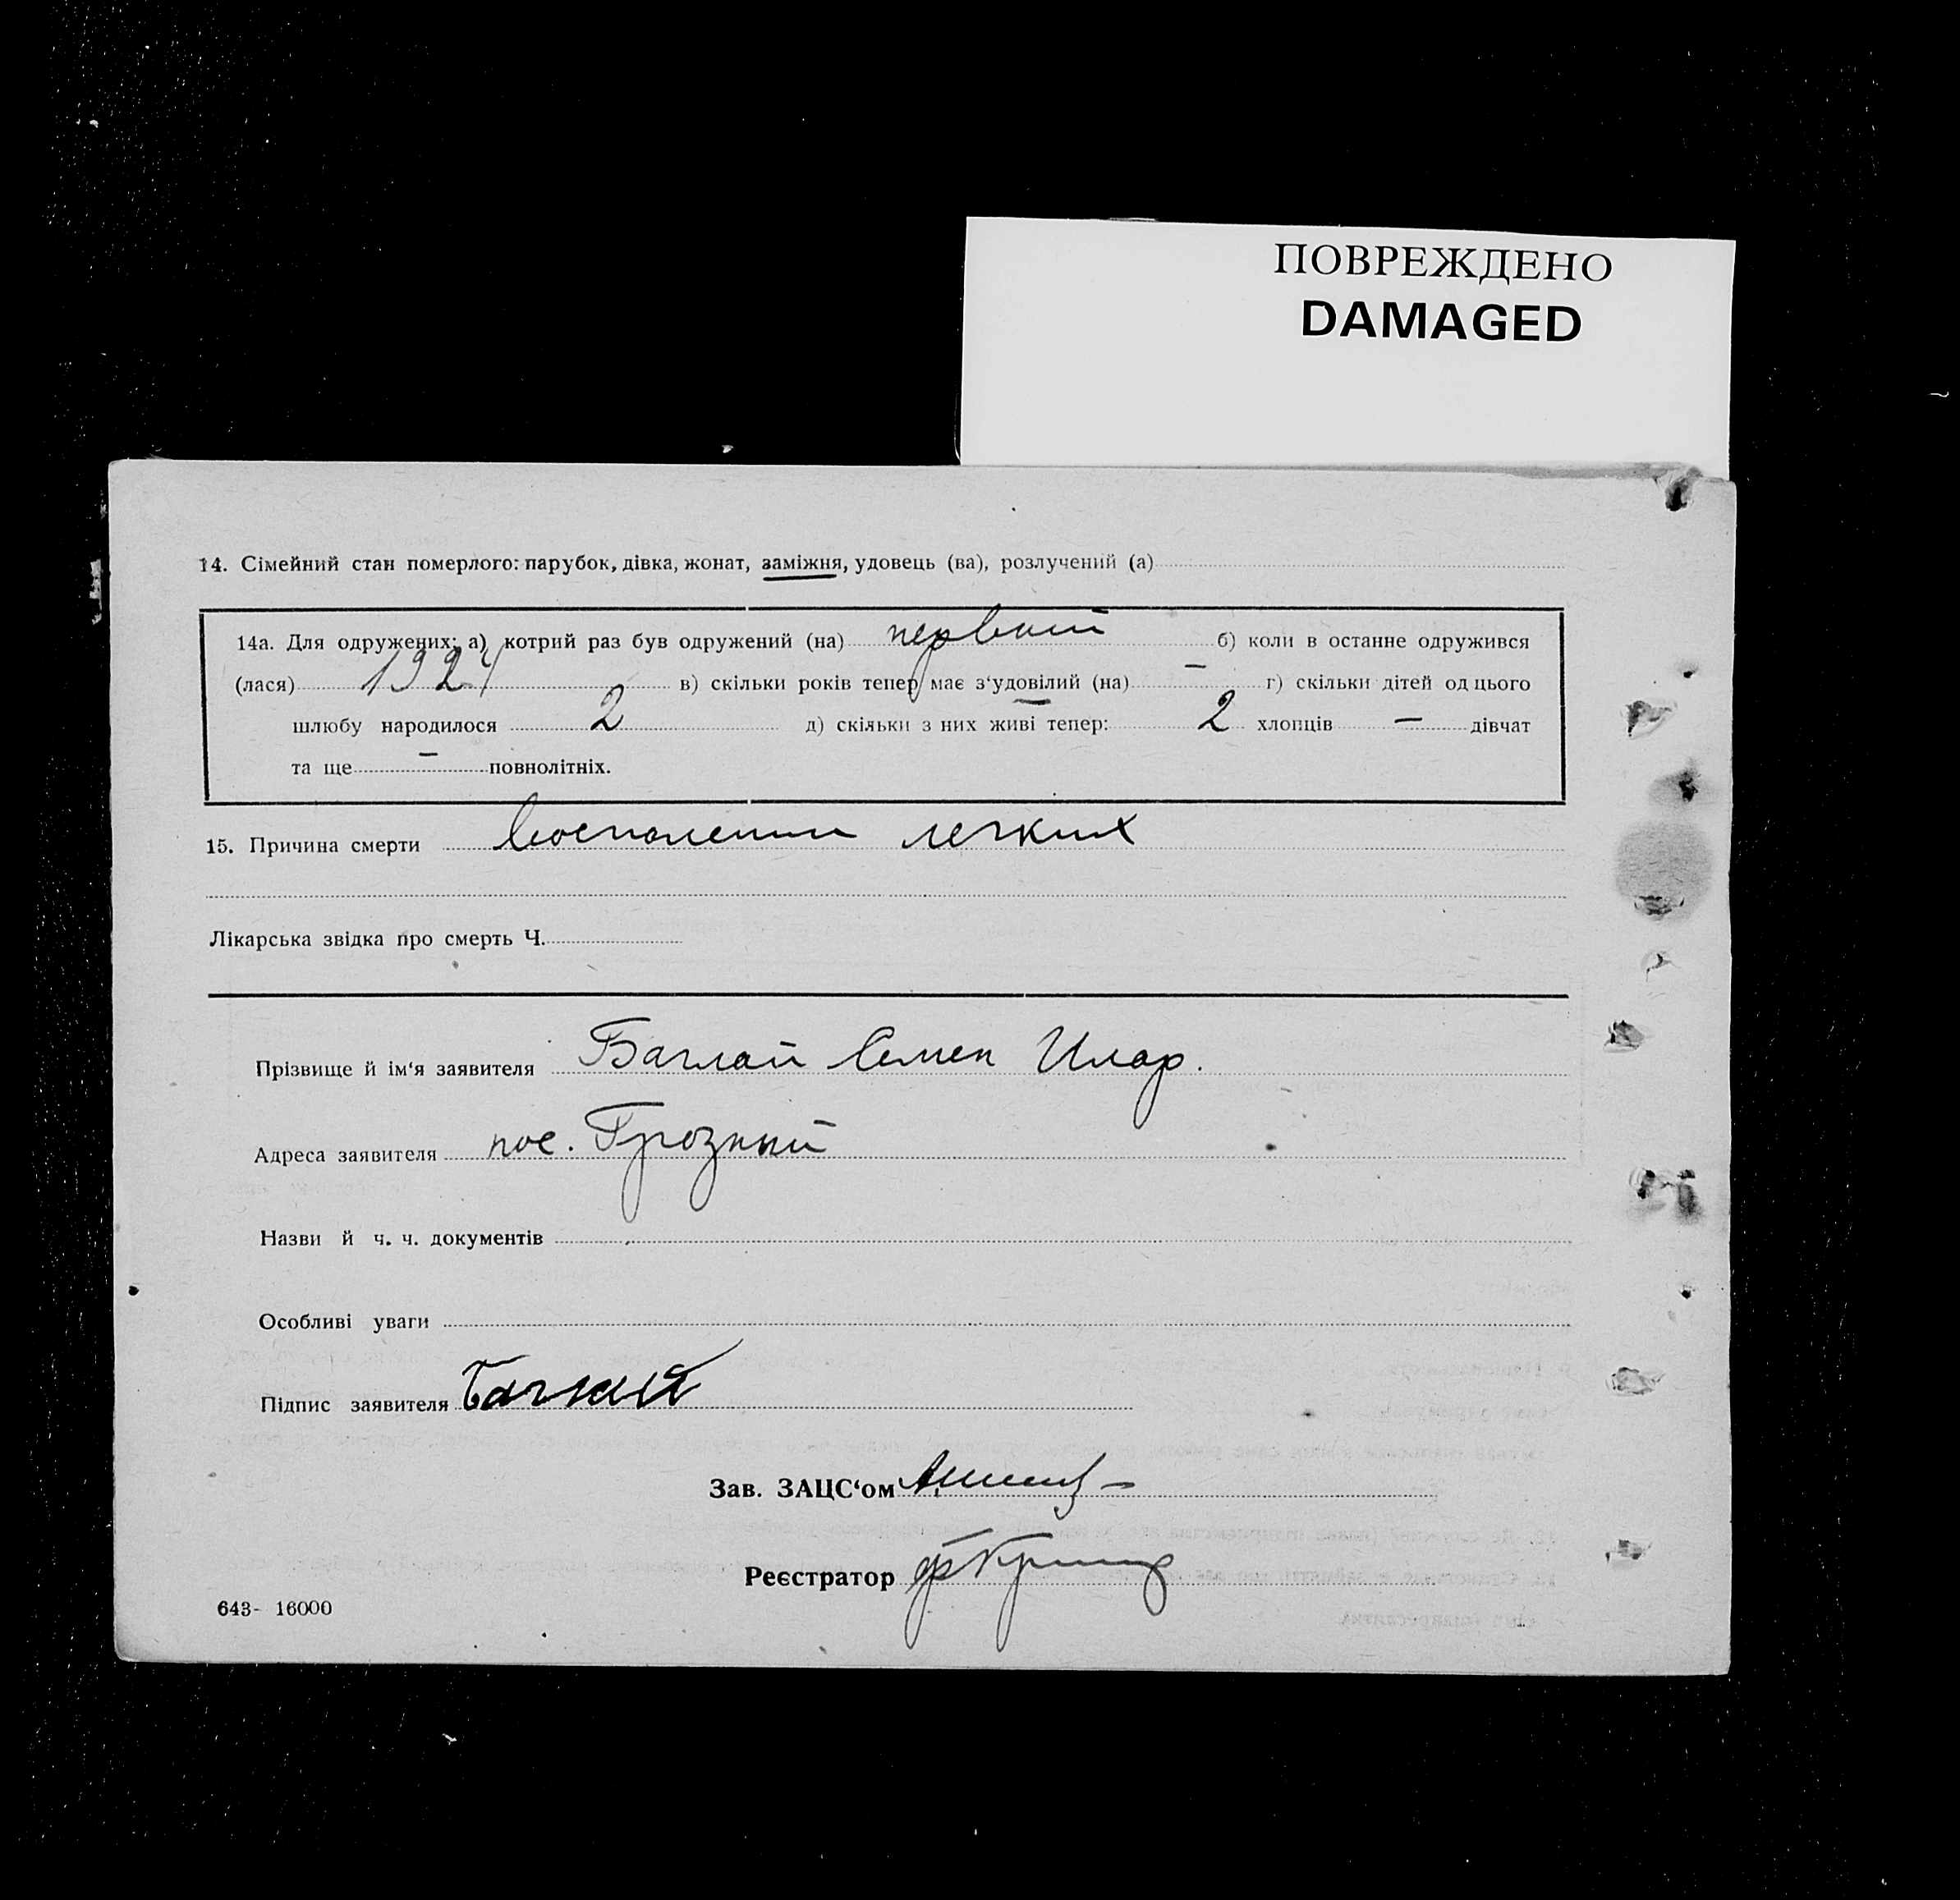 ПОВРЕЖДЕНО
DAMAGED
14. Сімейний стан померлого: парубок, дівка, жонат, заміжня, удовець (ва), розлучений (а)
14а. Для одружених: а) котрий раз був одружений (на) первый б) коли в останнє одружився
(лася) 1924 в) скільки років тепер має з‘удовілий (на) — г) скільки дітей од цього
шлюбу народилося 2 д) скільки з них живі тепер: 2 хлопців — дівчат
та ще — повнолітніх.
15. Причина смерти Воспаление легких
Лікарська звідка про смерть Ч.
Прізвище й ім‘я заявителя Баглай Семен Илар.
Адреса заявителя пос. Грозный
Назви й ч. ч. документів
Особливі уваги
Підпис заявителя Баглай
Зав. ЗАЦС‘ом
Реєстратор
643- 16000